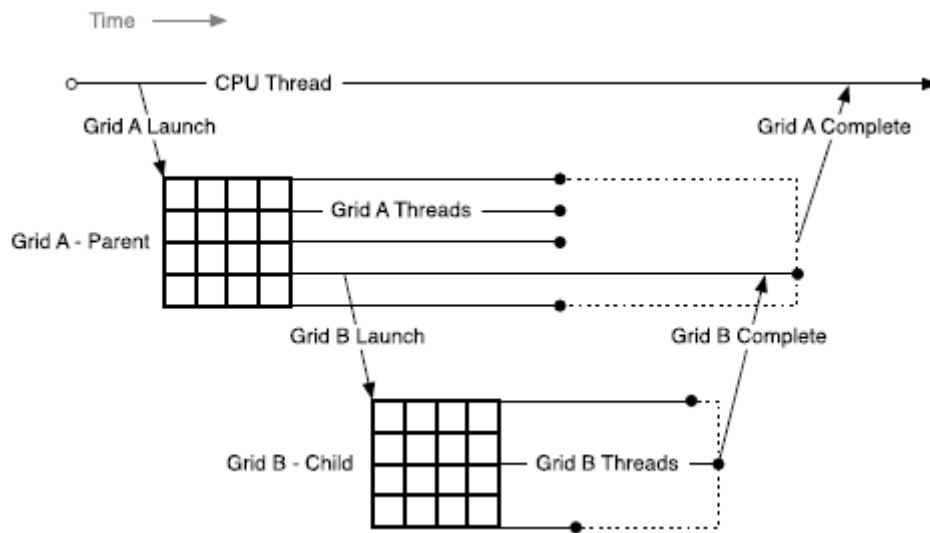 Time
CPU Thread
Grid A Launch
Grid A Complete
Grid A Threads
Grid A - Parent
Grid B Launch
Grid B Complete
Grid B - Child
Grid B Threads